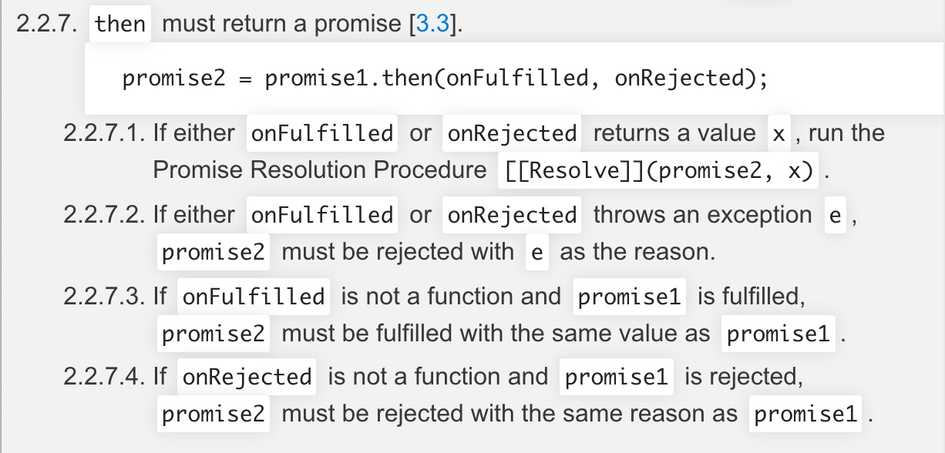 2.2.7. then must return a promise [3.3].
promise2 = promise1.then(onFulfilled, onRejected);
2.2.7.1. If either onFulfilled or onRejected returns a value x , run the
Promise Resolution Procedure [[Resolve]](promise2, x) .
2.2.7.2. If either onFulfilled or onRejected throws an exception e ,
promise2 must be rejected with e as the reason.
2.2.7.3. If onFulfilled is not a function and promise1 is fulfilled,
promise2 must be fulfilled with the same value as promise1 .
2.2.7.4. If onRejected is not a function and promise1 is rejected,
promise2 must be rejected with the same reason as promise1 .